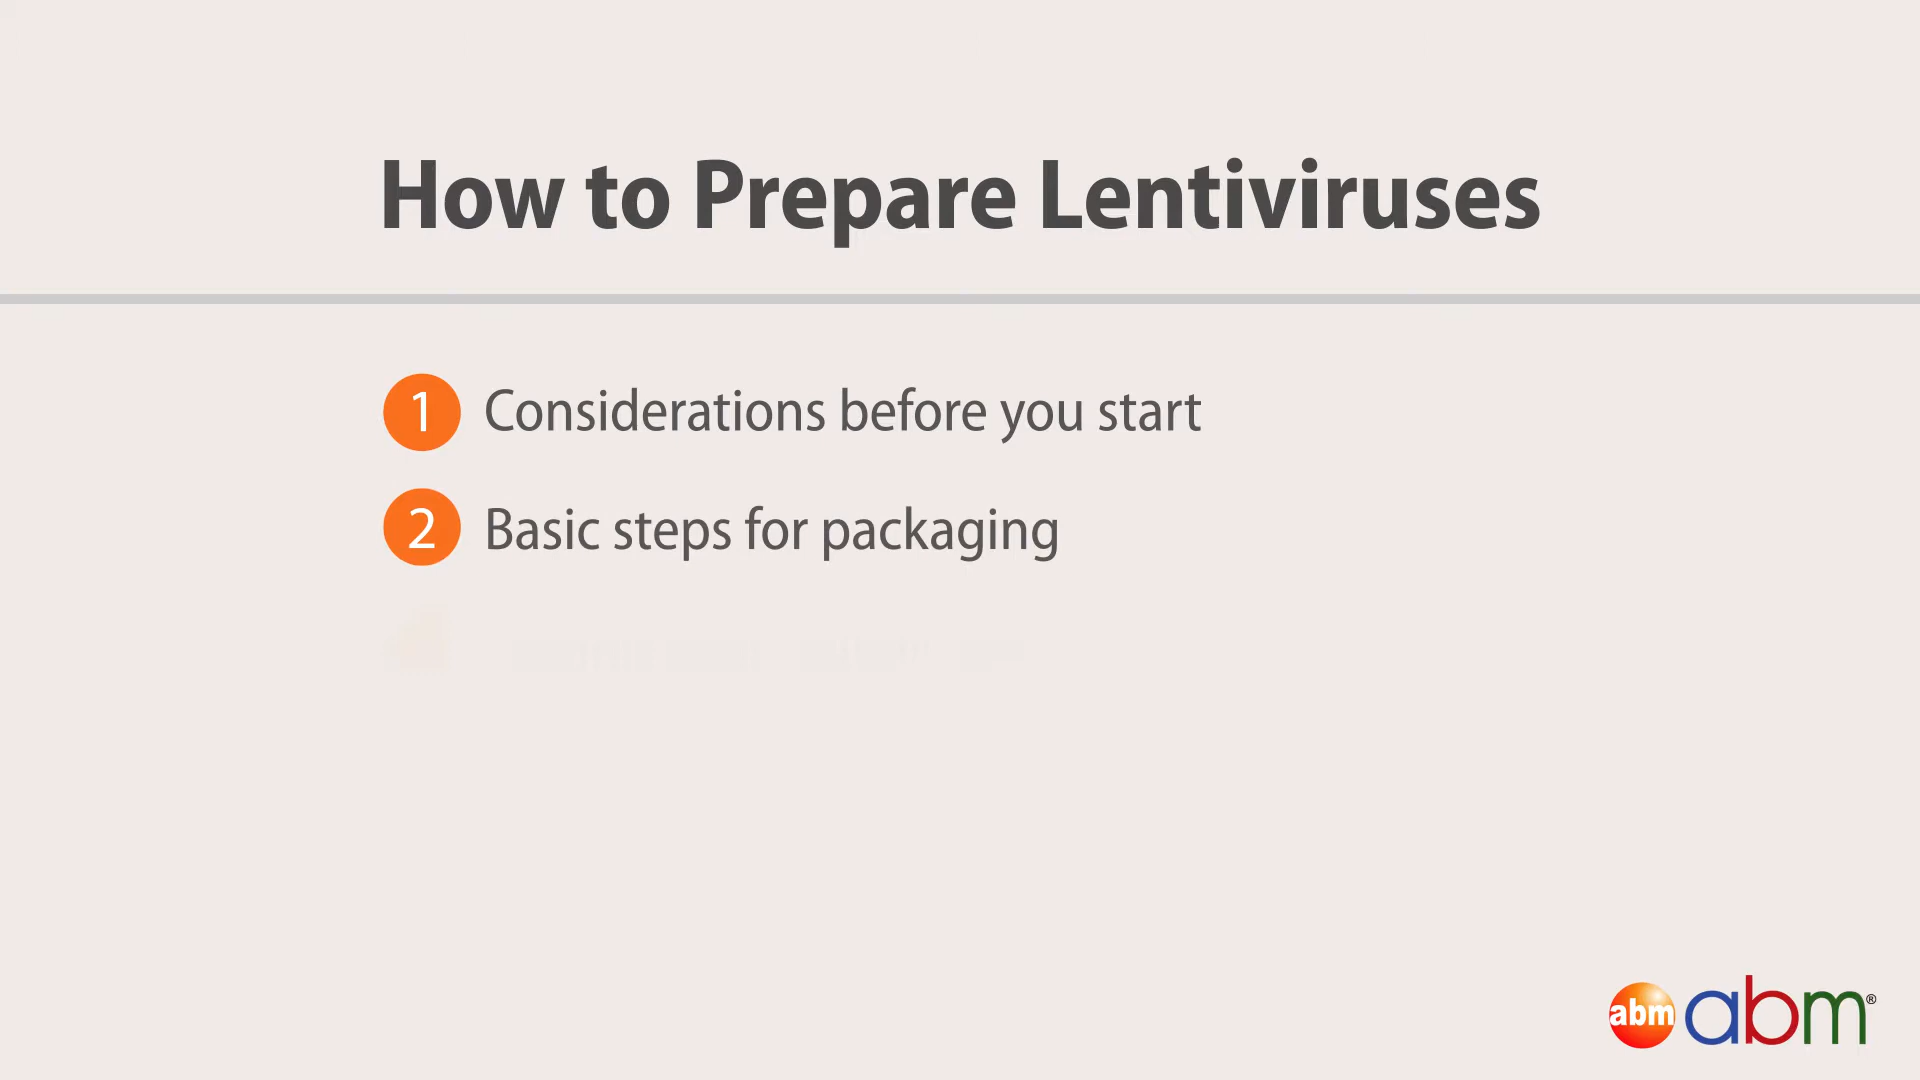 How to Prepare Lentiviruses
1 Considerations before you start
2 Basic steps for packaging
abm abm®